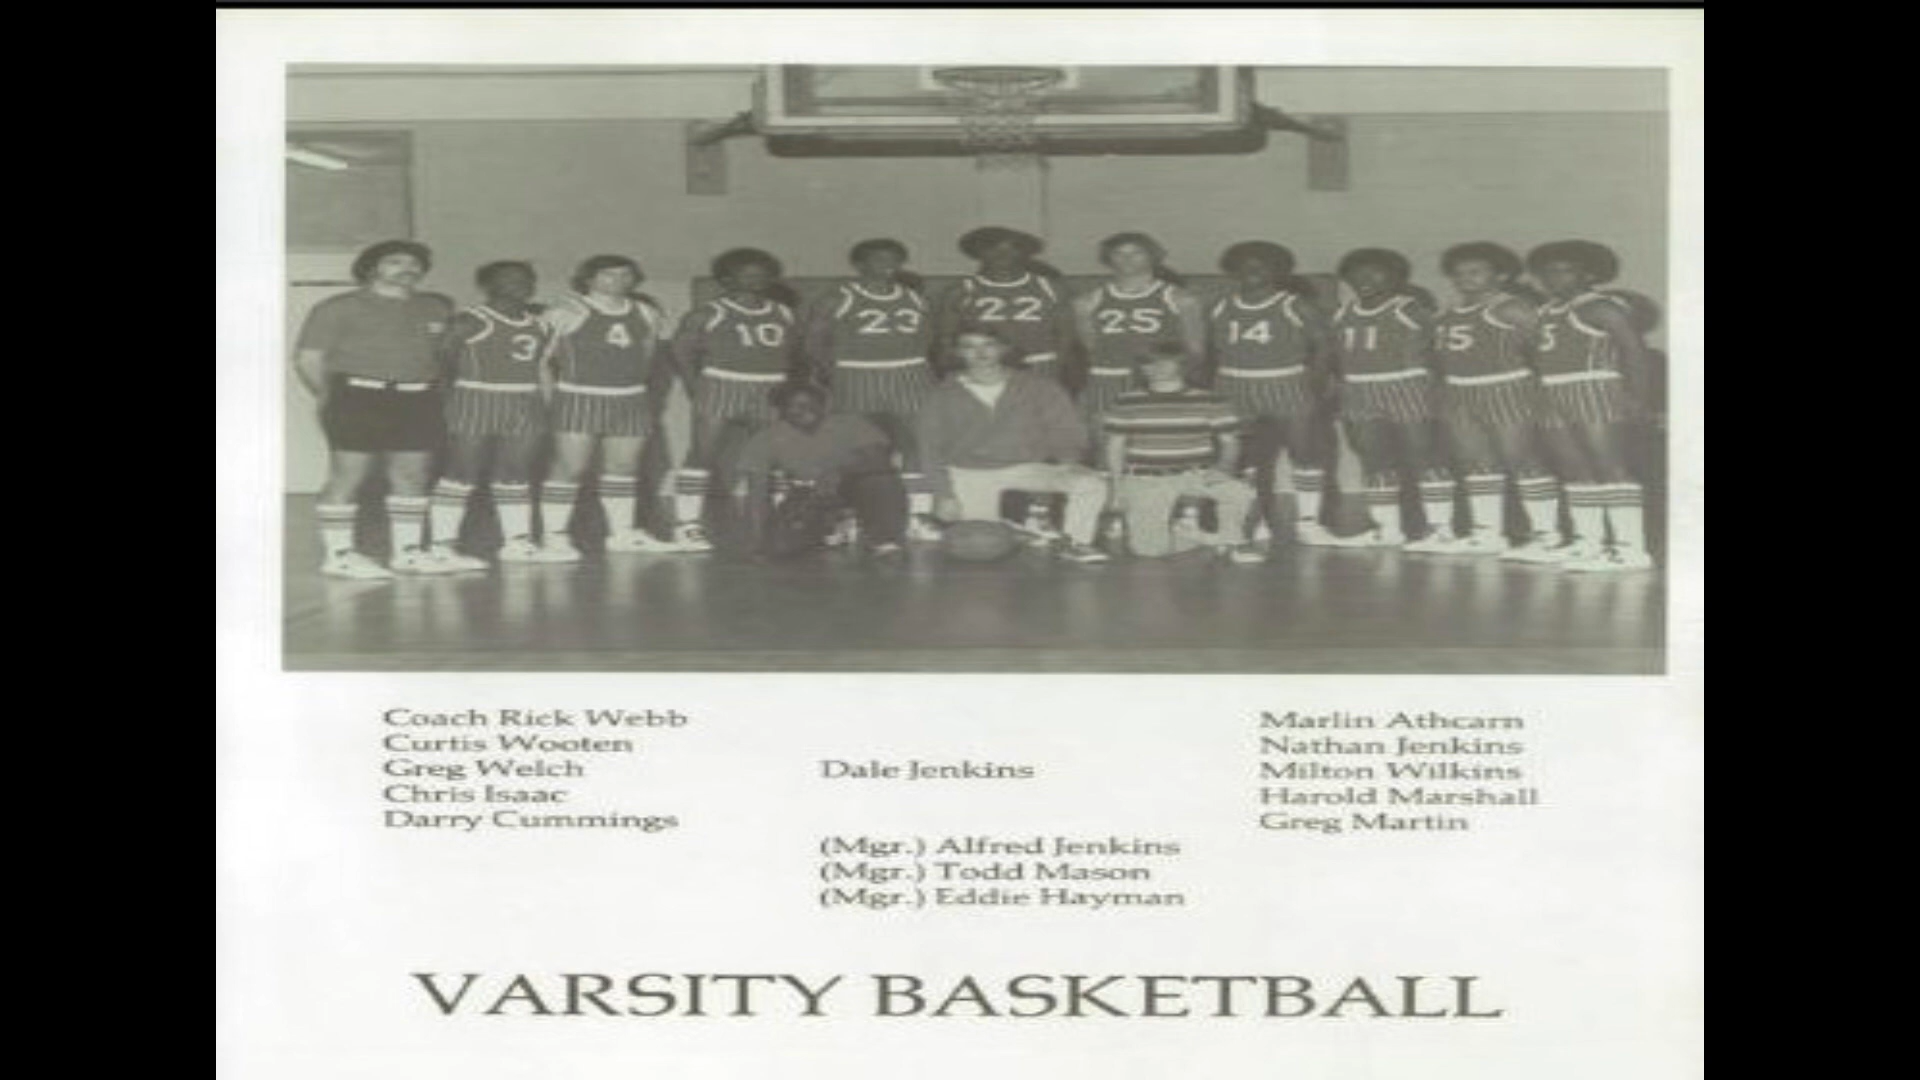 3 4 10 23 22 25 14 11 15 5
Coach Rick Webb
Curtis Wooten
Greg Welch
Chris Isaac
Darry Cummings
Dale Jenkins
(Mgr.) Alfred Jenkins
(Mgr.) Todd Mason
(Mgr.) Eddie Hayman
Marlin Athcarn
Nathan Jenkins
Milton Wilkins
Harold Marshall
Greg Martin
VARSITY BASKETBALL